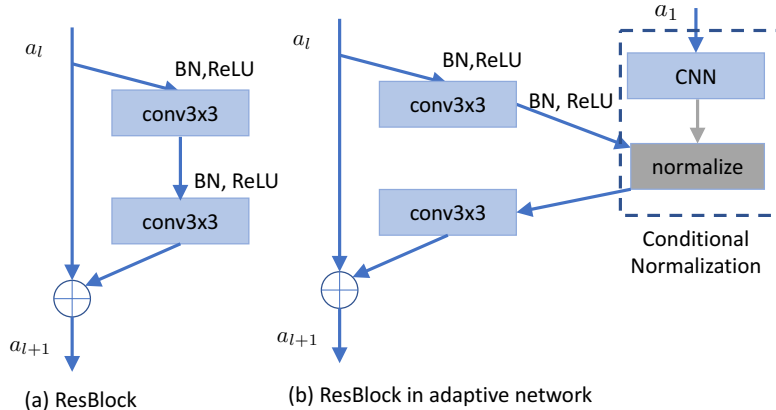 a_l
BN,ReLU
conv3x3
BN, ReLU
conv3x3
a_{l+1}
(a) ResBlock
a_l
BN,ReLU
conv3x3
BN, ReLU
a_1
CNN
normalize
Conditional
Normalization
conv3x3
a_{l+1}
(b) ResBlock in adaptive network